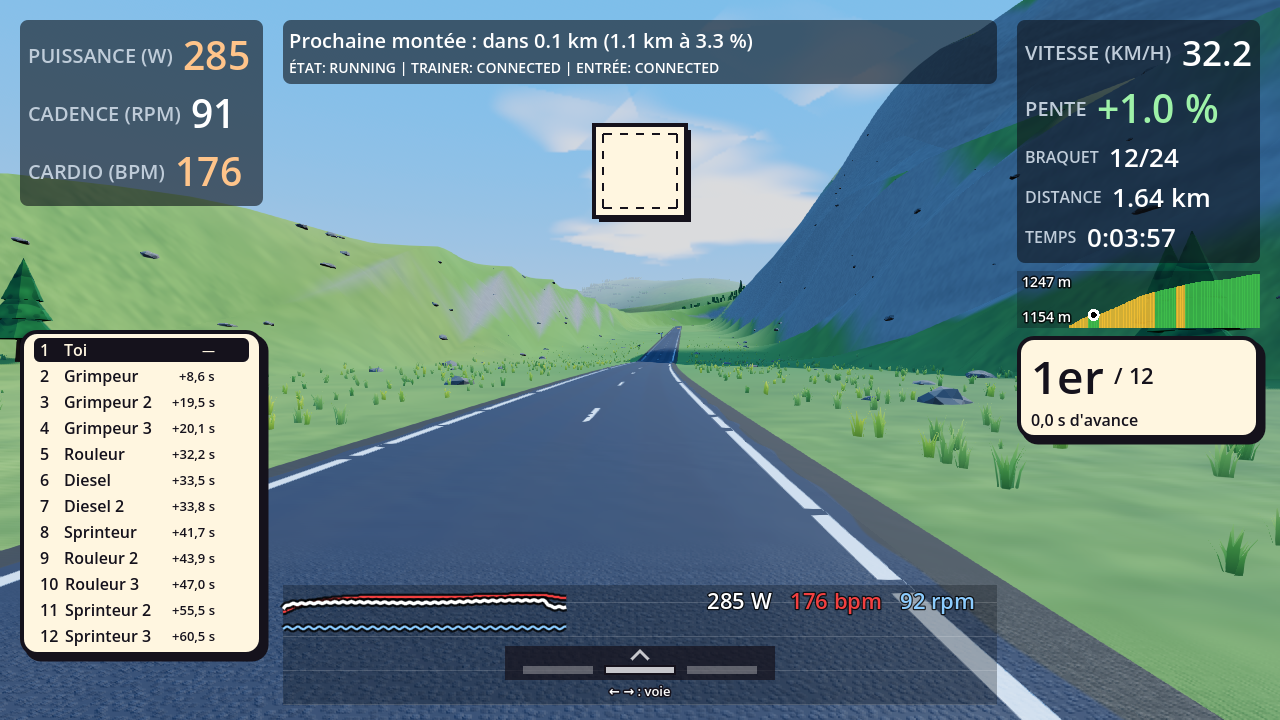 PUISSANCE (W) 285
CADENCE (RPM) 91
CARDIO (BPM) 176
Prochaine montée : dans 0.1 km (1.1 km à 3.3 %)
ÉTAT: RUNNING | TRAINER: CONNECTED | ENTRÉE: CONNECTED
VITESSE (KM/H) 32.2
PENTE +1.0 %
BRAQUET 12/24
DISTANCE 1.64 km
TEMPS 0:03:57
1247 m
1154 m
1er / 12
0,0 s d'avance
1 Toi —
2 Grimpeur +8,6 s
3 Grimpeur 2 +19,5 s
4 Grimpeur 3 +20,1 s
5 Rouleur +32,2 s
6 Diesel +33,5 s
7 Diesel 2 +33,8 s
8 Sprinteur +41,7 s
9 Rouleur 2 +43,9 s
10 Rouleur 3 +47,0 s
11 Sprinteur 2 +55,5 s
12 Sprinteur 3 +60,5 s
285 W 176 bpm 92 rpm
← → : voie